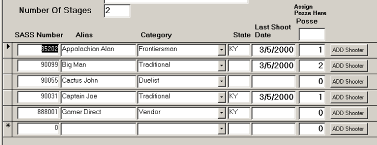 Number Of Stages 2
Assign
Posse Here
SASS Number Alias Category State Last Shoot Date Posse
85203 Appalachian Alan Frontiersman KY 3/5/2000 1 ADD Shooter
90099 Big Man Traditional KY 3/5/2000 2 ADD Shooter
90055 Cactus John Duelist KY 0 ADD Shooter
90031 Captain Joe Traditional KY 3/5/2000 1 ADD Shooter
888001 Gamer Direct Vendor KY 0 ADD Shooter
* 0 0 ADD Shooter